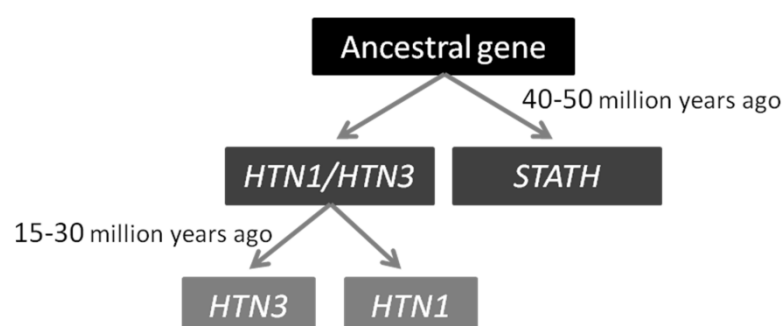 Ancestral gene
40-50 million years ago
HTN1/HTN3
STATH
15-30 million years ago
HTN3
HTN1